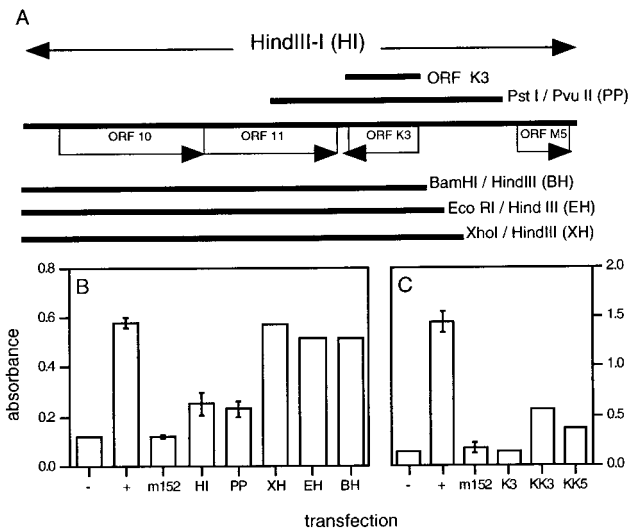 A
HindIII-I (HI)
ORF K3
Pst I / Pvu II (PP)
ORF 10 ORF 11 ORF K3 ORF M5
BamHI / HindIII (BH)
Eco RI / Hind III (EH)
XhoI / HindIII (XH)
B
C
absorbance
0.8
0.6
0.4
0.2
0.0
2.0
1.5
1.0
0.5
0.0
- + m152 HI PP XH EH BH
- + m152 K3 KK3 KK5
transfection